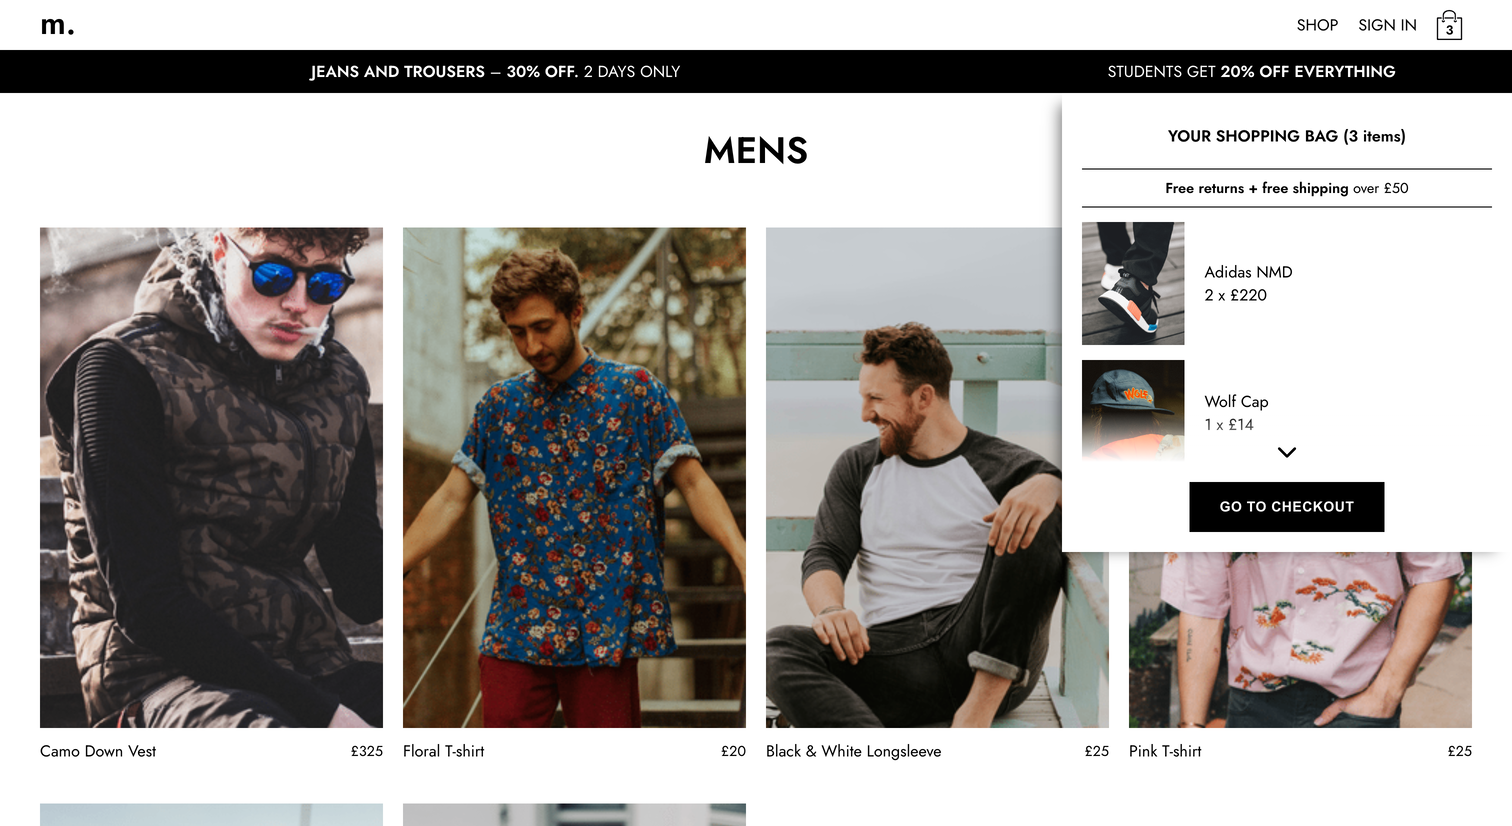 m.
SHOP
SIGN IN
3
JEANS AND TROUSERS – 30% OFF. 2 DAYS ONLY
STUDENTS GET 20% OFF EVERYTHING
MENS
YOUR SHOPPING BAG (3 items)
Free returns + free shipping over £50
Adidas NMD
2 x £220
Wolf Cap
1 x £14
GO TO CHECKOUT
Camo Down Vest
£325
Floral T-shirt
£20
Black & White Longsleeve
£25
Pink T-shirt
£25